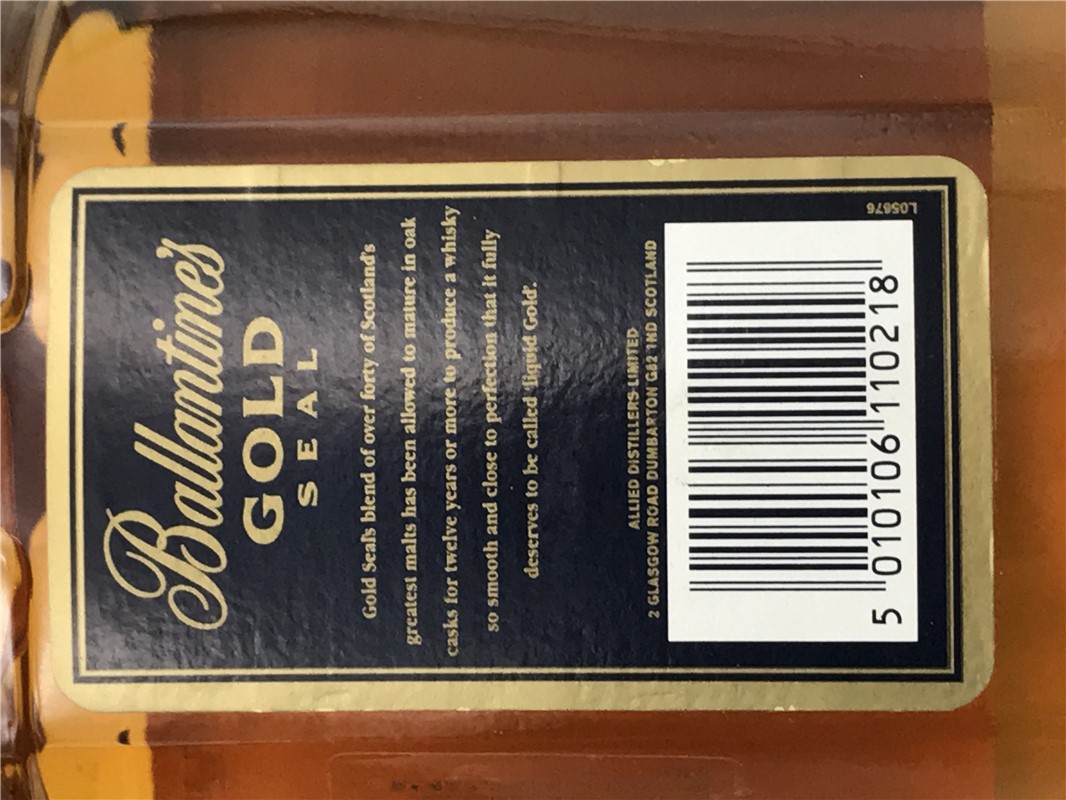 Ballantine's
GOLD
SEAL
Gold Seal's blend of over forty of Scotland's
greatest malts has been allowed to mature in oak
casks for twelve years or more to produce a whisky
so smooth and close to perfection that it fully
deserves to be called 'liquid Gold'.
ALLIED DISTILLERS LIMITED
2 GLASGOW ROAD DUMBARTON G82 1ND SCOTLAND
5 010106 110218
L05676